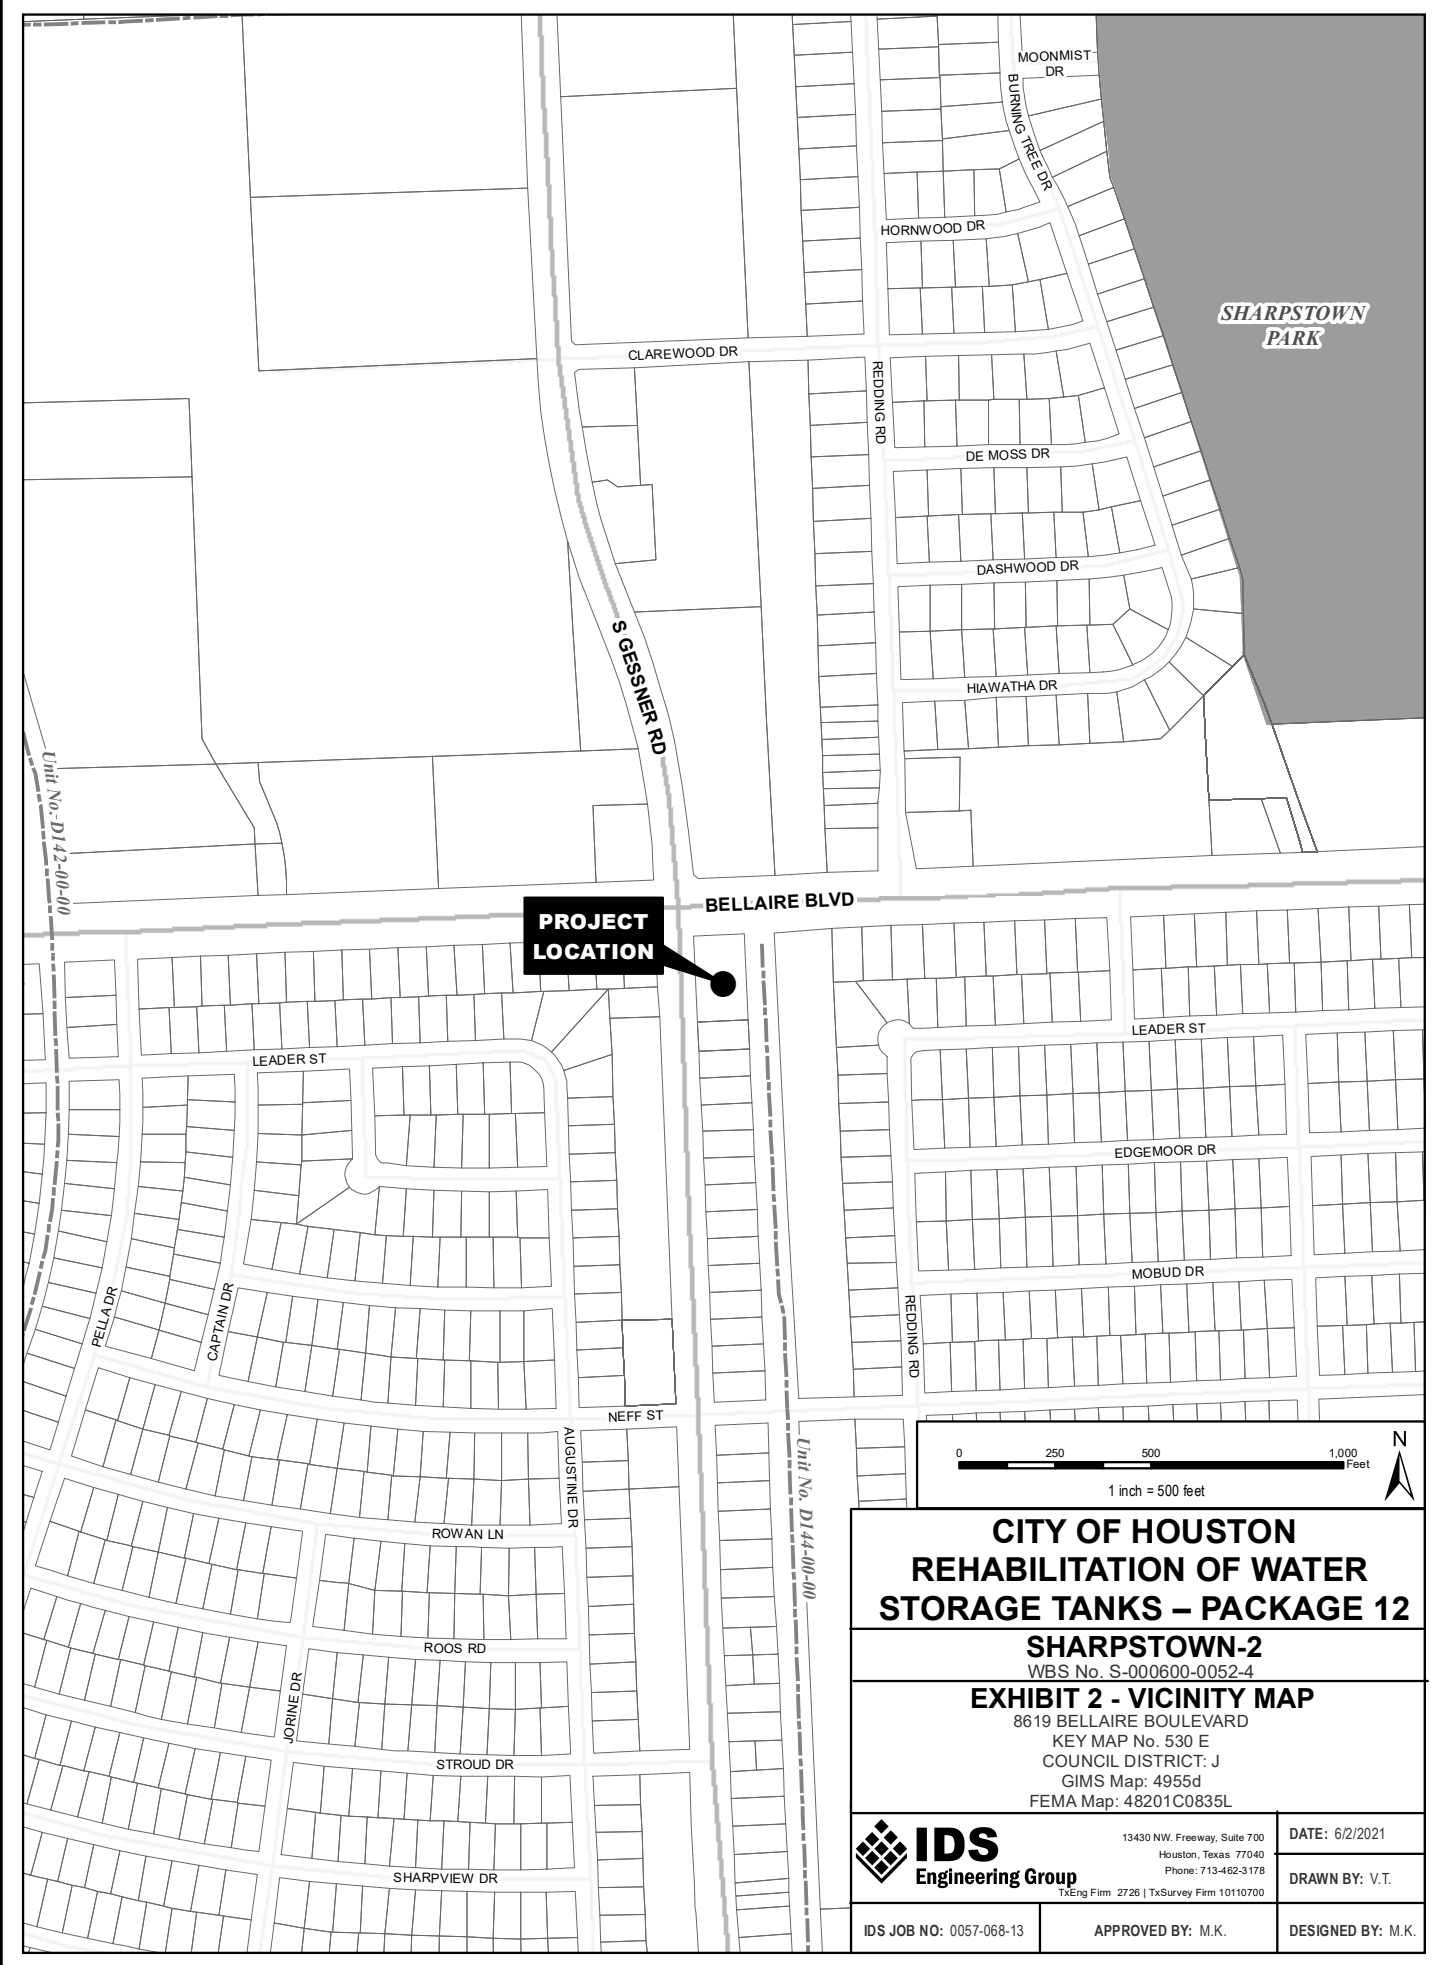 MOONMIST
DR
BURNING TREE DR
HORNWOOD DR
SHARPSTOWN
PARK
CLAREWOOD DR
REDDING RD
DE MOSS DR
DASHWOOD DR
S GESSNER RD
HIAWATHA DR
Unit No. D142-00-00
BELLAIRE BLVD
PROJECT
LOCATION
LEADER ST
LEADER ST
EDGEMOOR DR
MOBUD DR
PELLA DR
CAPTAIN DR
REDDING RD
NEFF ST
AUGUSTINE DR
Unit No. D144-00-00
ROWAN LN
ROOS RD
JORINE DR
STROUD DR
SHARPVIEW DR
0 250 500 1,000
Feet
N
1 inch = 500 feet
CITY OF HOUSTON
REHABILITATION OF WATER
STORAGE TANKS – PACKAGE 12
SHARPSTOWN-2
WBS No. S-000600-0052-4
EXHIBIT 2 - VICINITY MAP
8619 BELLAIRE BOULEVARD
KEY MAP No. 530 E
COUNCIL DISTRICT: J
GIMS Map: 4955d
FEMA Map: 48201C0835L
IDS
Engineering Group
13430 NW. Freeway, Suite 700
Houston, Texas 77040
Phone: 713-462-3178
TxEng Firm 2726 | TxSurvey Firm 10110700
DATE: 6/2/2021
DRAWN BY: V.T.
IDS JOB NO: 0057-068-13
APPROVED BY: M.K.
DESIGNED BY: M.K.